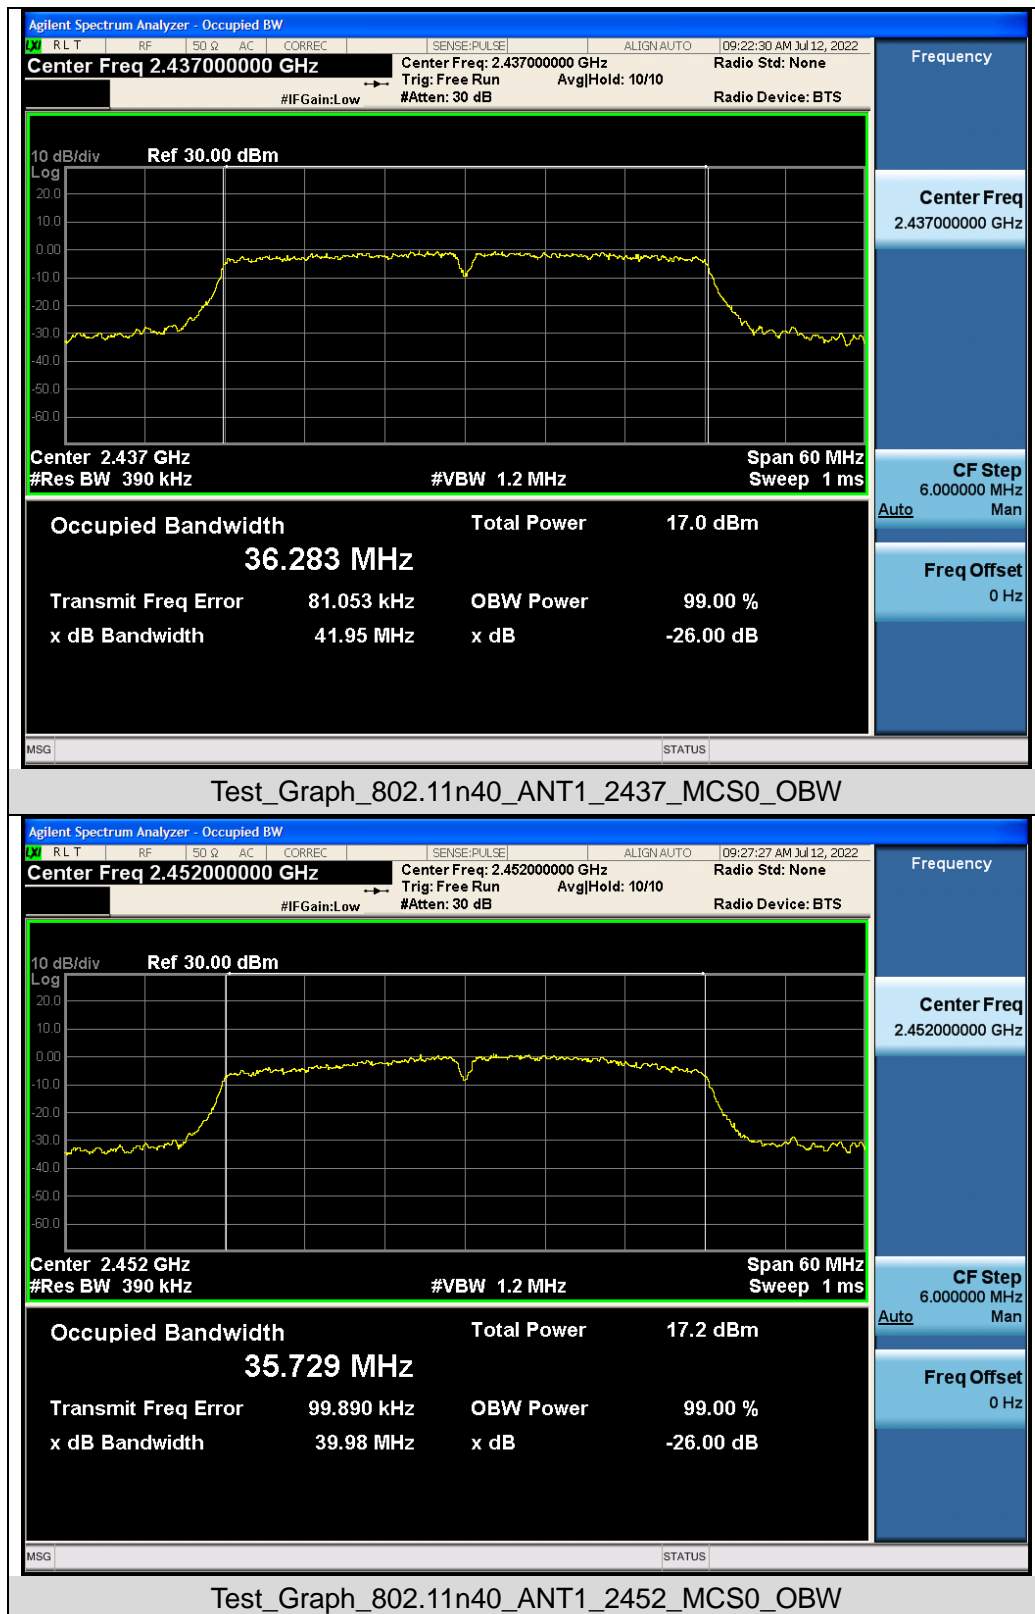 Agilent Spectrum Analyzer - Occupied BW
LXI RLT RF 50 Ω AC CORREC SENSE:PULSE ALIGN AUTO 09:22:30 AM Jul 12, 2022
Center Freq 2.437000000 GHz Center Freq: 2.437000000 GHz Radio Std: None
Trig: Free Run Avg|Hold: 10/10
#IFGain:Low #Atten: 30 dB Radio Device: BTS
Frequency
10 dB/div Ref 30.00 dBm
Log
20.0
10.0
0.00
-10.0
-20.0
-30.0
-40.0
-50.0
-60.0
Center 2.437 GHz Span 60 MHz
#Res BW 390 kHz #VBW 1.2 MHz Sweep 1 ms
Center Freq
2.437000000 GHz
CF Step
6.000000 MHz
Auto Man
Freq Offset
0 Hz
Occupied Bandwidth Total Power 17.0 dBm
36.283 MHz
Transmit Freq Error 81.053 kHz OBW Power 99.00 %
x dB Bandwidth 41.95 MHz x dB -26.00 dB
MSG STATUS
Test_Graph_802.11n40_ANT1_2437_MCS0_OBW
Agilent Spectrum Analyzer - Occupied BW
LXI RLT RF 50 Ω AC CORREC SENSE:PULSE ALIGN AUTO 09:27:27 AM Jul 12, 2022
Center Freq 2.452000000 GHz Center Freq: 2.452000000 GHz Radio Std: None
Trig: Free Run Avg|Hold: 10/10
#IFGain:Low #Atten: 30 dB Radio Device: BTS
Frequency
10 dB/div Ref 30.00 dBm
Log
20.0
10.0
0.00
-10.0
-20.0
-30.0
-40.0
-50.0
-60.0
Center 2.452 GHz Span 60 MHz
#Res BW 390 kHz #VBW 1.2 MHz Sweep 1 ms
Center Freq
2.452000000 GHz
CF Step
6.000000 MHz
Auto Man
Freq Offset
0 Hz
Occupied Bandwidth Total Power 17.2 dBm
35.729 MHz
Transmit Freq Error 99.890 kHz OBW Power 99.00 %
x dB Bandwidth 39.98 MHz x dB -26.00 dB
MSG STATUS
Test_Graph_802.11n40_ANT1_2452_MCS0_OBW